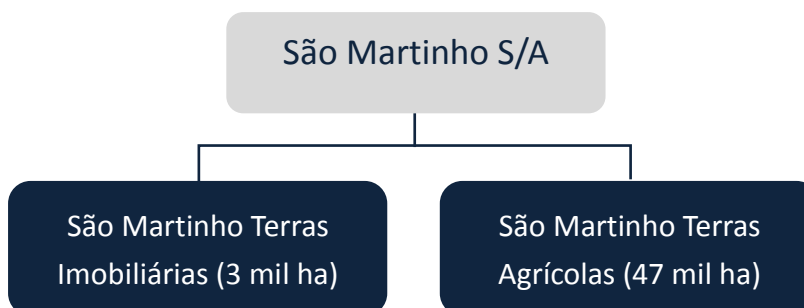 São Martinho S/A
São Martinho Terras
Imobiliárias (3 mil ha)
São Martinho Terras
Agrícolas (47 mil ha)